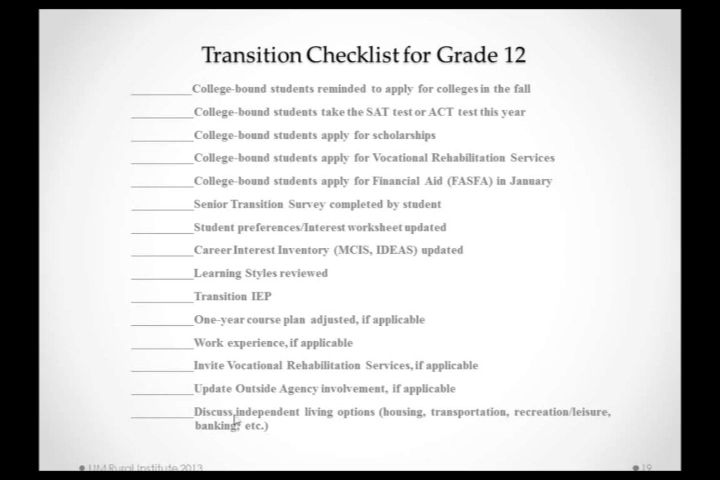 Transition Checklist for Grade 12
__________College-bound students reminded to apply for colleges in the fall
__________College-bound students take the SAT test or ACT test this year
__________College-bound students apply for scholarships
__________College-bound students apply for Vocational Rehabilitation Services
__________College-bound students apply for Financial Aid (FASFA) in January
__________Senior Transition Survey completed by student
__________Student preferences/Interest worksheet updated
__________Career Interest Inventory (MCIS, IDEAS) updated
__________Learning Styles reviewed
__________Transition IEP
__________One-year course plan adjusted, if applicable
__________Work experience, if applicable
__________Invite Vocational Rehabilitation Services, if applicable
__________Update Outside Agency involvement, if applicable
__________Discuss independent living options (housing, transportation, recreation/leisure,
banking, etc.)
UM Rural Institute 2013
19